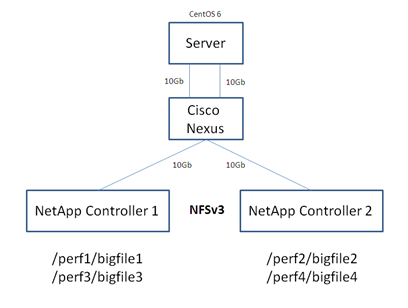 CentOS 6
Server
10Gb
10Gb
Cisco
Nexus
10Gb
10Gb
NetApp Controller 1
NFSv3
NetApp Controller 2
/perf1/bigfile1
/perf3/bigfile3
/perf2/bigfile2
/perf4/bigfile4